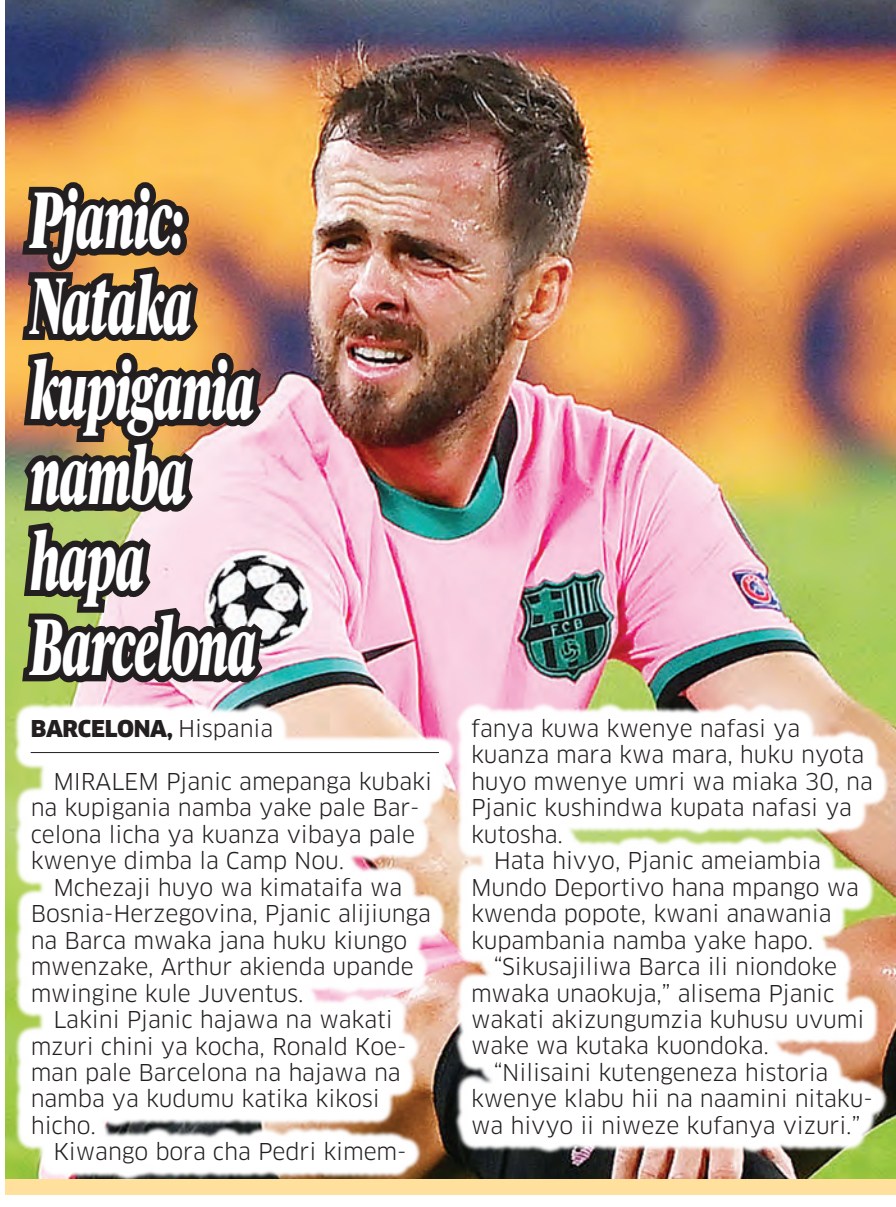 Pjanic:
Nataka
kupigania
namba
hapa
Barcelona
BARCELONA, Hispania
MIRALEM Pjanic amepanga kubaki
na kupigania namba yake pale Bar-
celona licha ya kuanza vibaya pale
kwenye dimba la Camp Nou.
Mchezaji huyo wa kimataifa wa
Bosnia-Herzegovina, Pjanic alijiunga
na Barca mwaka jana huku kiungo
mwenzake, Arthur akienda upande
mwingine kule Juventus.
Lakini Pjanic hajawa na wakati
mzuri chini ya kocha, Ronald Koe-
man pale Barcelona na hajawa na
namba ya kudumu katika kikosi
hicho.
Kiwango bora cha Pedri kimem-
fanya kuwa kwenye nafasi ya
kuanza mara kwa mara, huku nyota
huyo mwenye umri wa miaka 30, na
Pjanic kushindwa kupata nafasi ya
kutosha.
Hata hivyo, Pjanic ameiambia
Mundo Deportivo hana mpango wa
kwenda popote, kwani anawania
kupambania namba yake hapo.
“Sikusajiliwa Barca ili niondoke
mwaka unaokuja,” alisema Pjanic
wakati akizungumzia kuhusu uvumi
wake wa kutaka kuondoka.
“Nilisaini kutengeneza historia
kwenye klabu hii na naamini nitaku-
wa hivyo ii niweze kufanya vizuri.”
FCB